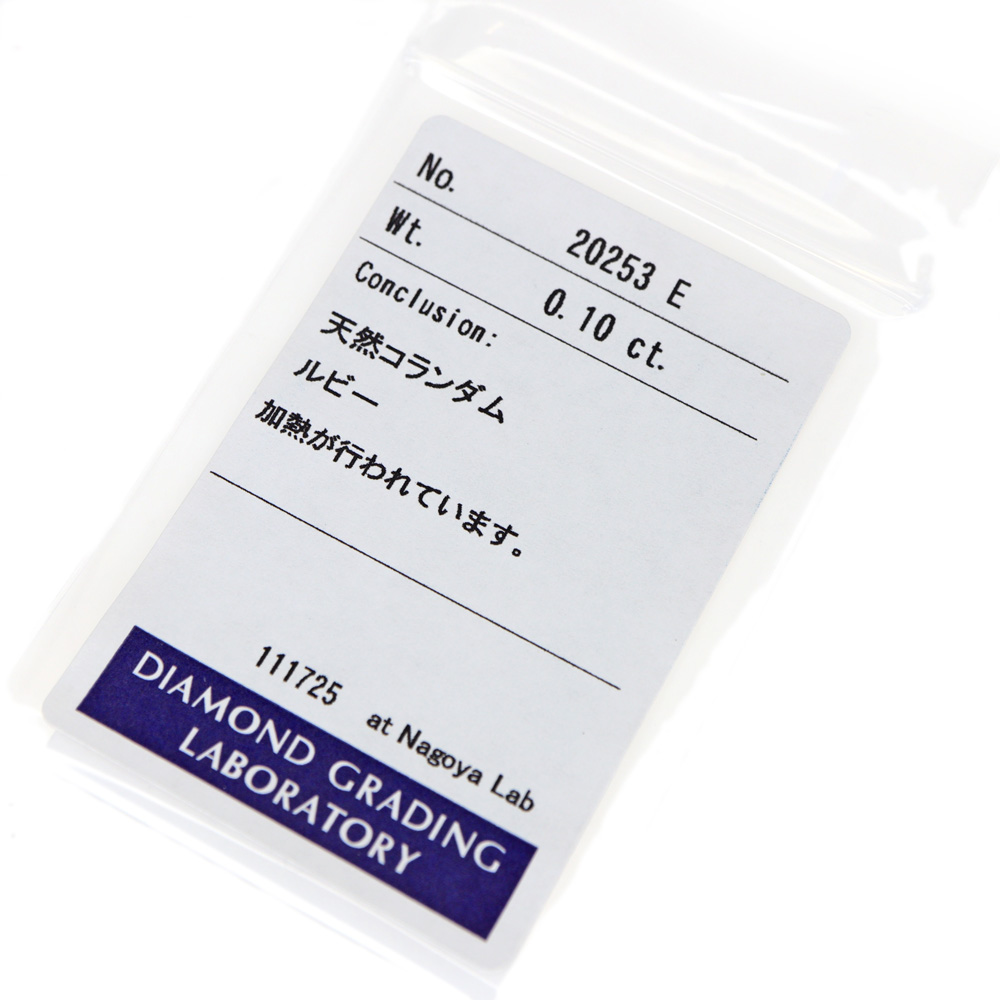 No. 20253 E
Wt. 0.10 ct.
Conclusion:
天然コランダム
ルビー
加熱が行われています。
111725 at Nagoya Lab
DIAMOND GRADING
LABORATORY